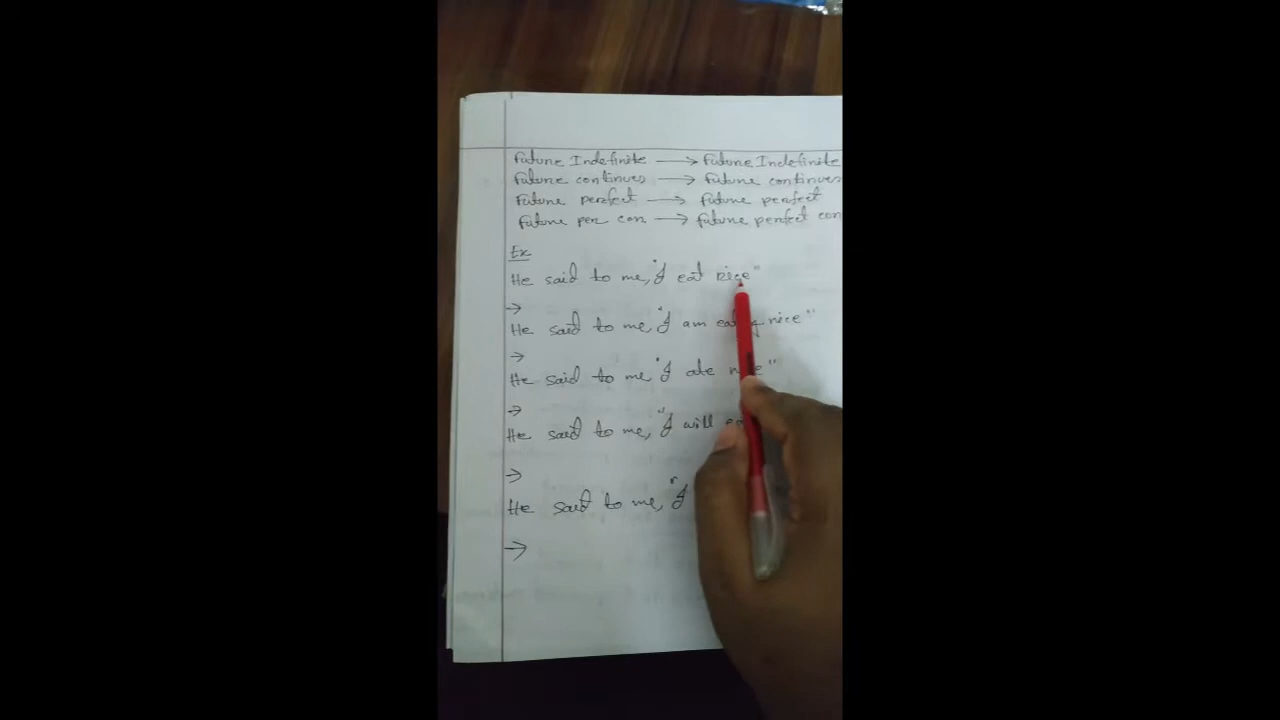 Future Indefinite → Future Indefinite
Future continues → Future continues
Future perfect → Future perfect
Future per con. → Future perfect con
Ex
He said to me, "I eat rice"
→
He said to me, "I am eating rice"
→
He said to me "I ate rice"
→
He said to me, "I will
→
He said to me, "I
→